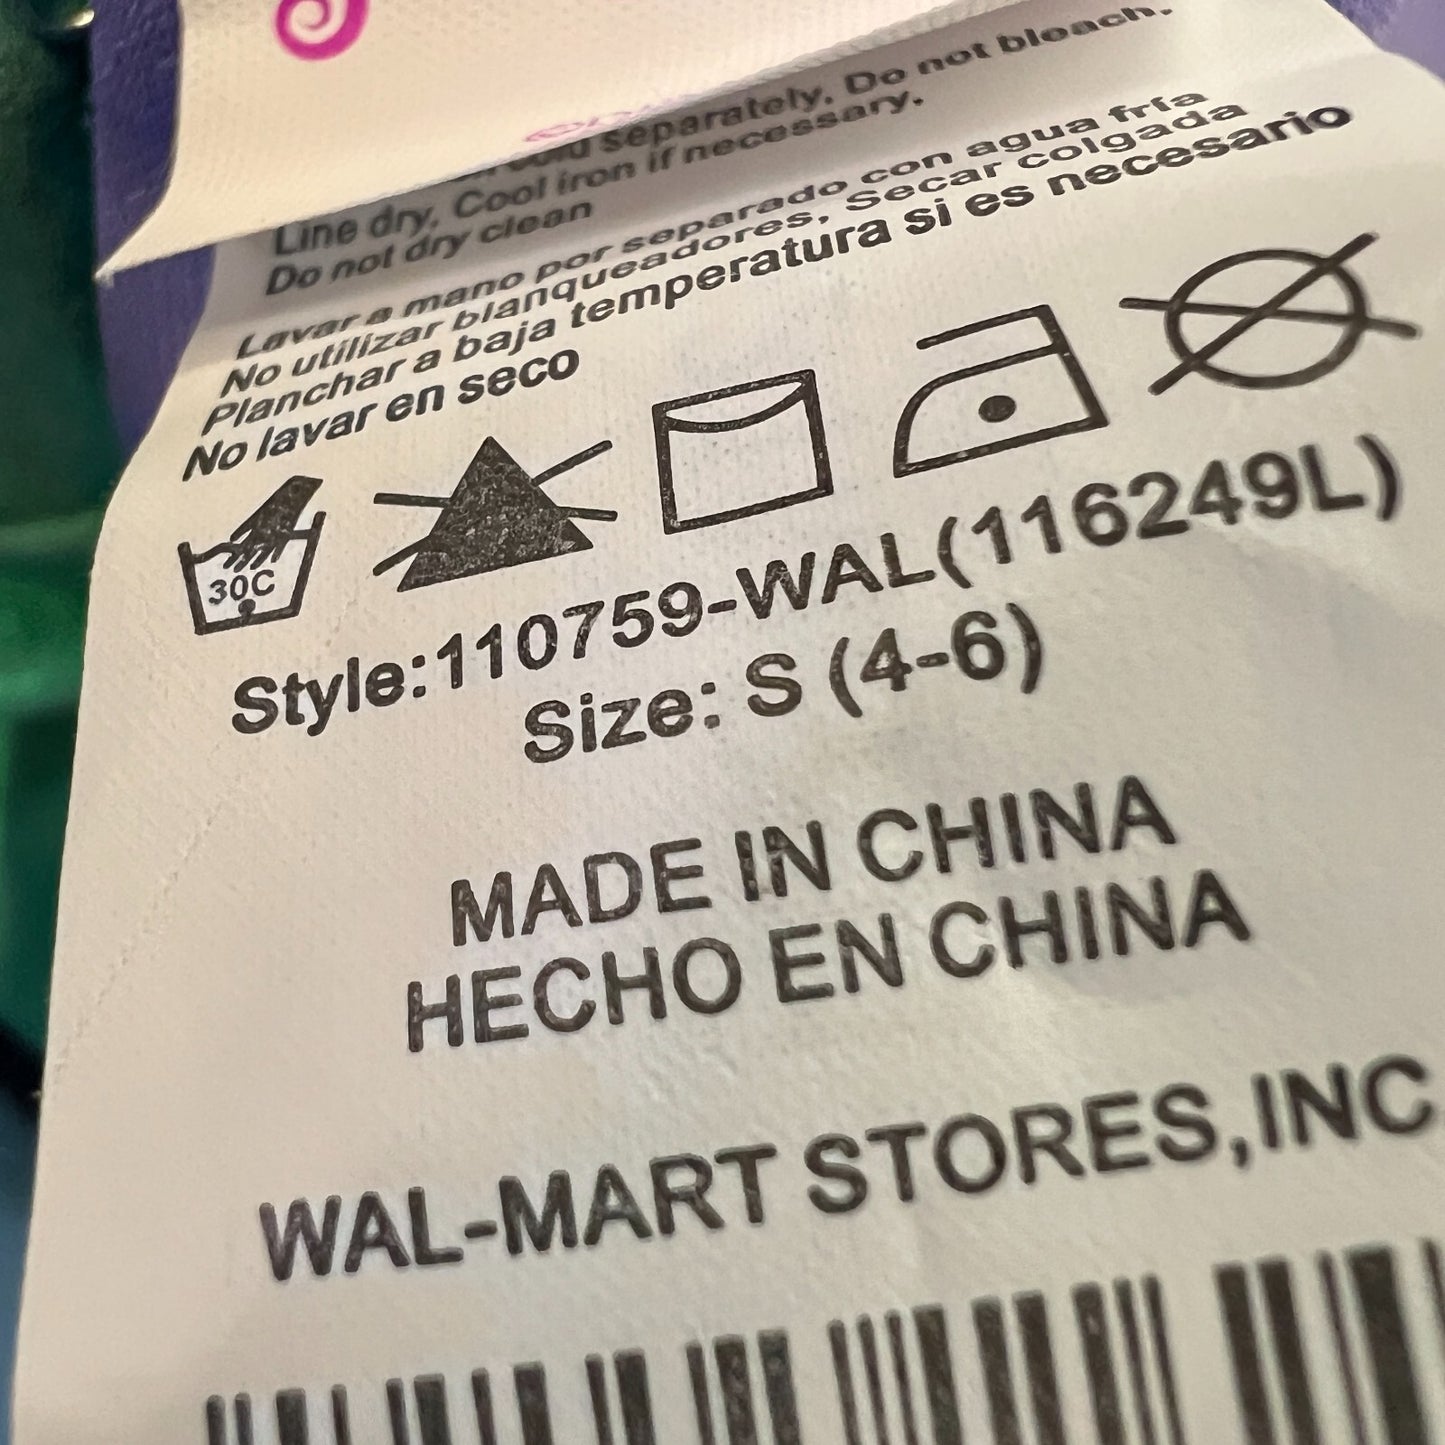 separately. Do not bleach.
Line dry. Cool iron if necessary.
Do not dry clean
Lavar a mano por separado con agua fría
No utilizar blanqueadores. Secar colgada
Planchar a baja temperatura si es necesario
No lavar en seco
30C
Style:110759-WAL(116249L)
Size: S (4-6)
MADE IN CHINA
HECHO EN CHINA
WAL-MART STORES,INC